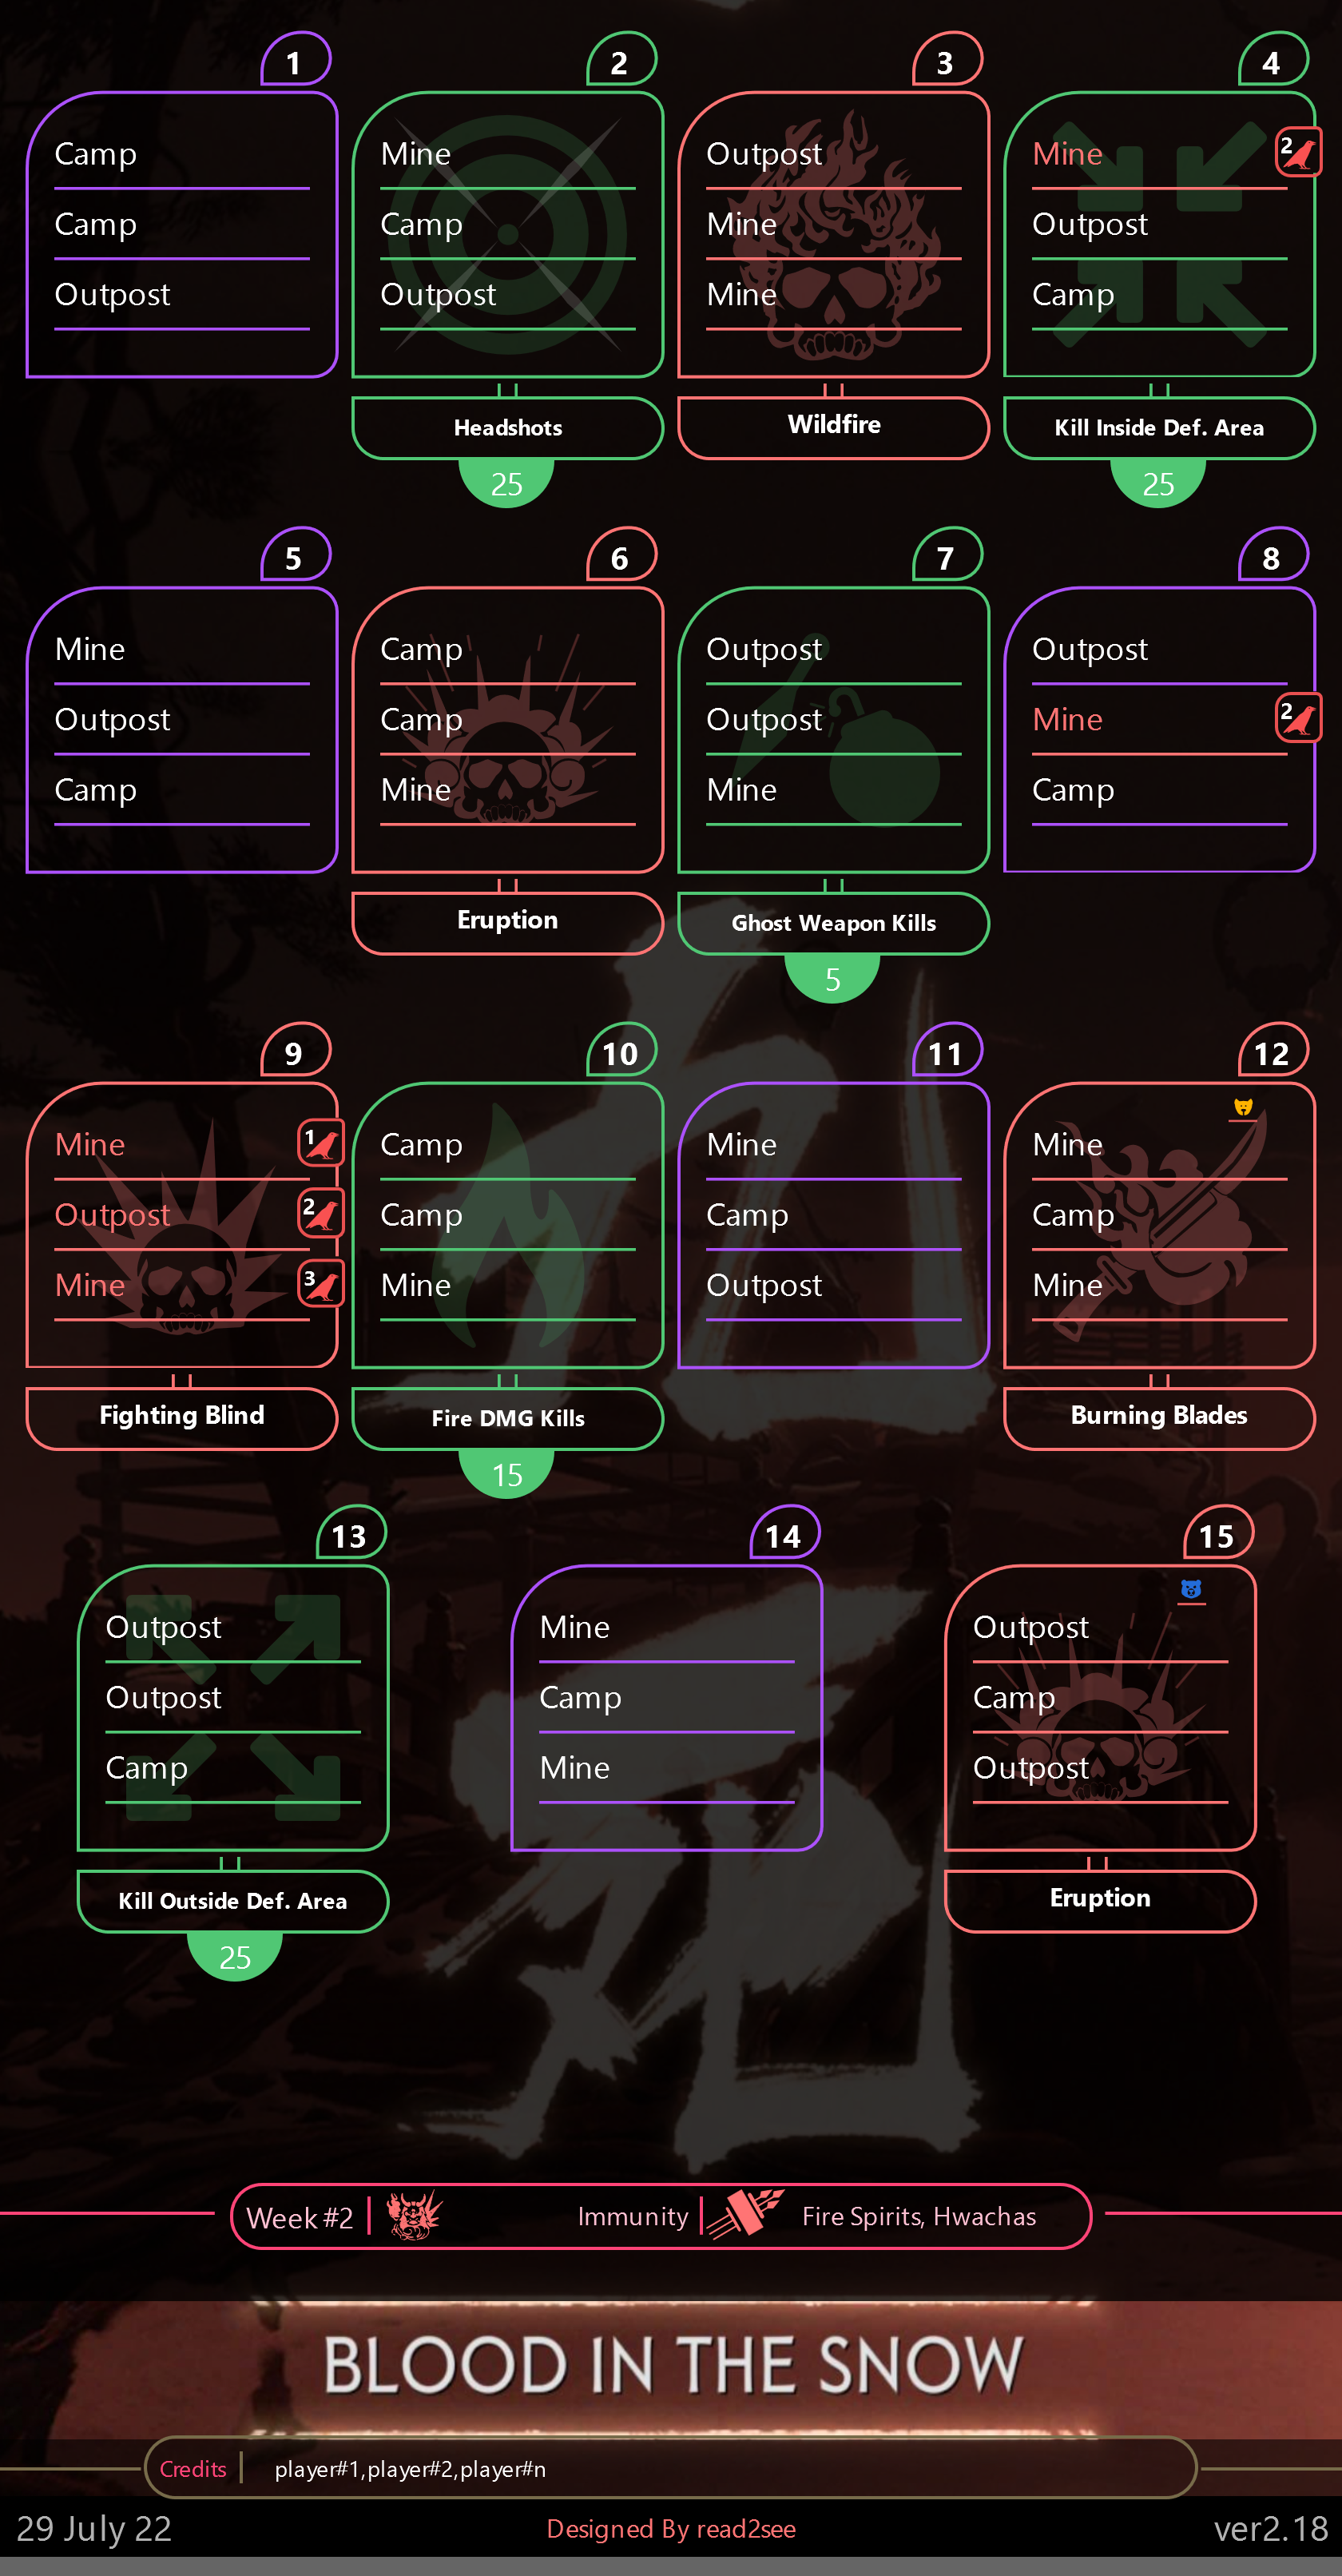 1
Camp
Camp
Outpost
2
Mine
Camp
Outpost
Headshots
25
3
Outpost
Mine
Mine
Wildfire
4
Mine 2
Outpost
Camp
Kill Inside Def. Area
25
5
Mine
Outpost
Camp
6
Camp
Camp
Mine
Eruption
7
Outpost
Outpost
Mine
Ghost Weapon Kills
5
8
Outpost
Mine 2
Camp
9
Mine 1
Outpost 2
Mine 3
Fighting Blind
10
Camp
Camp
Mine
Fire DMG Kills
15
11
Mine
Camp
Outpost
12
Mine
Camp
Mine
Burning Blades
13
Outpost
Outpost
Camp
Kill Outside Def. Area
25
14
Mine
Camp
Mine
15
Outpost
Camp
Outpost
Eruption
Week #2 Immunity Fire Spirits, Hwachas
BLOOD IN THE SNOW
Credits player#1,player#2,player#n
29 July 22 Designed By read2see ver2.18